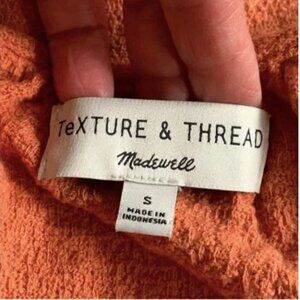 TeXTURE & THREAD
Madewell
S
MADE IN
INDONESIA